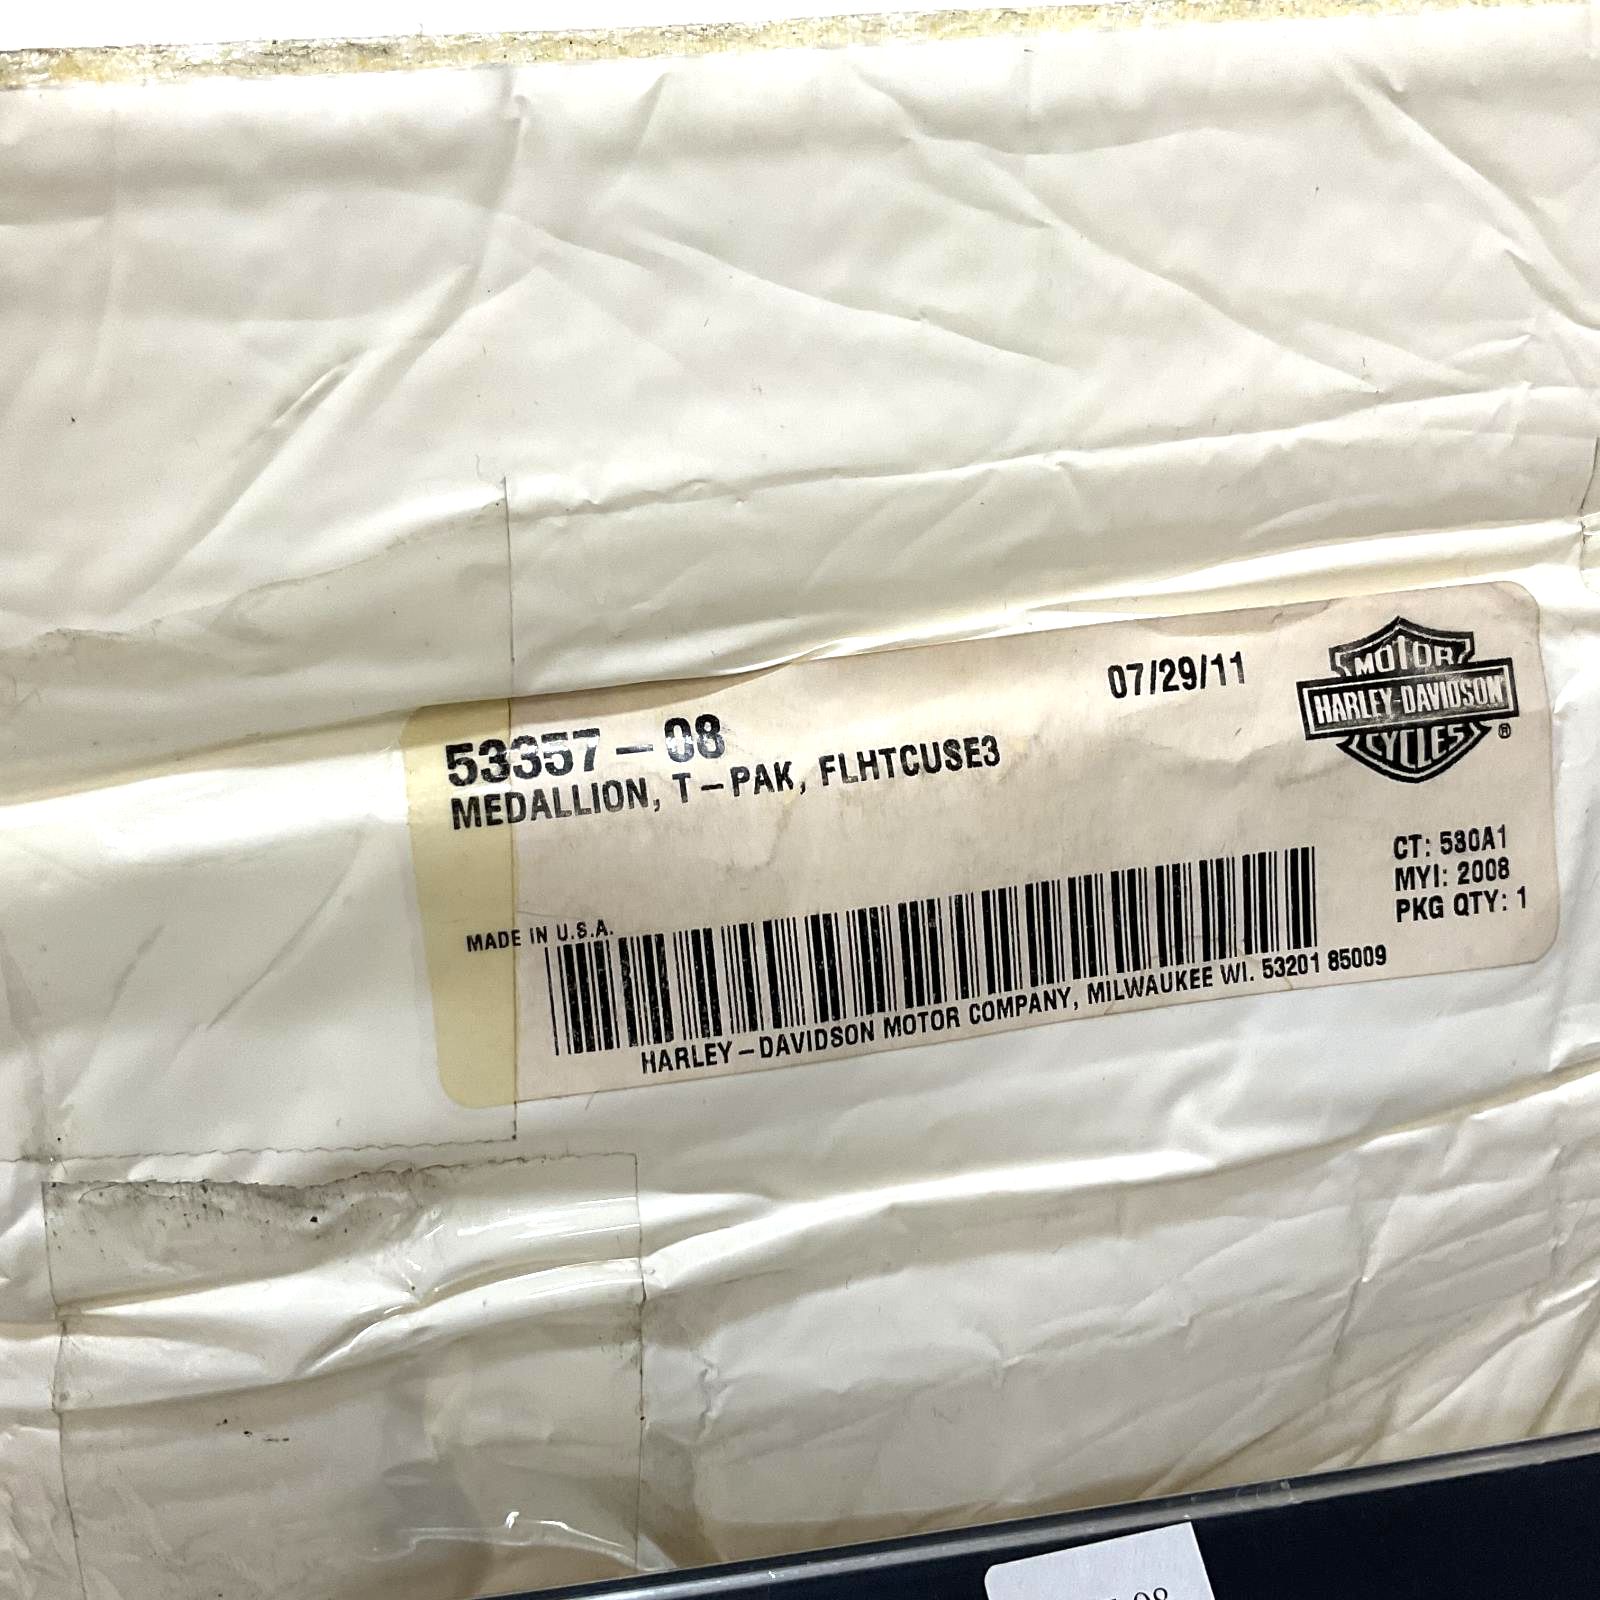 07/29/11
MOTOR
HARLEY-DAVIDSON
CYCLES
®
53357-08
MEDALLION, T-PAK, FLHTCUSE3
CT: 530A1
MYI: 2008
PKG QTY: 1
MADE IN U.S.A.
HARLEY-DAVIDSON MOTOR COMPANY, MILWAUKEE WI. 53201 85009